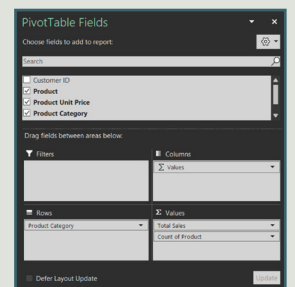 PivotTable Fields
Choose fields to add to report:
Search
Customer ID
Product
Product Unit Price
Product Category
Drag fields between areas below:
Filters
Columns
Σ Values
Rows
Σ Values
Product Category
Total Sales
Count of Product
Defer Layout Update
Update